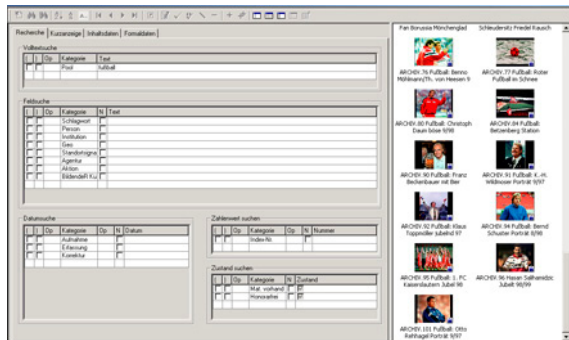 Recherche Kurzanzeige Inhaltsdaten Formaldaten
Volltextsuche
( ) Op Kategorie Text
Pool fußball
Feldsuche
( ) Op Kategorie N Text
Schlagwort
Person
Institution
Geo
Standortsigna
Agentur
Aktion
BildendeR Kü
Datumsuche
( ) Op Kategorie Op N Datum
Aufnahme
Erfassung
Korrektur
Zahlenwert suchen
( ) Op Kategorie Op N Nummer
Index-Nr.
Zustand suchen
( ) Op Kategorie N Zustand
Mat. vorhand
Honorarfrei
Fan Borussia Mönchenglad
Schleudersitz Friedel Rausch
ARCHIV.76 Fußball: Benno
Möhlmann/Th. von Heesen 9
ARCHIV.77 Fußball: Roter
Fußball im Schnee
ARCHIV.80 Fußball: Christoph
Daum böse 9/98
ARCHIV.84 Fußball:
Betzenberg Station
ARCHIV.90 Fußball: Franz
Beckenbauer mit Bier
ARCHIV.91 Fußball: K.-H.
Wildmoser Porträt 9/97
ARCHIV.92 Fußball: Klaus
Toppmöller jubelnd 97
ARCHIV.94 Fußball: Bernd
Schuster Porträt 8/98
ARCHIV.95 Fußball: 1. FC
Kaiserslautern Jubel 98
ARCHIV.96 Hasan Salihamidzic
Jubelt 98/99
ARCHIV.101 Fußball: Otto
Rehhagel Porträt 9/97